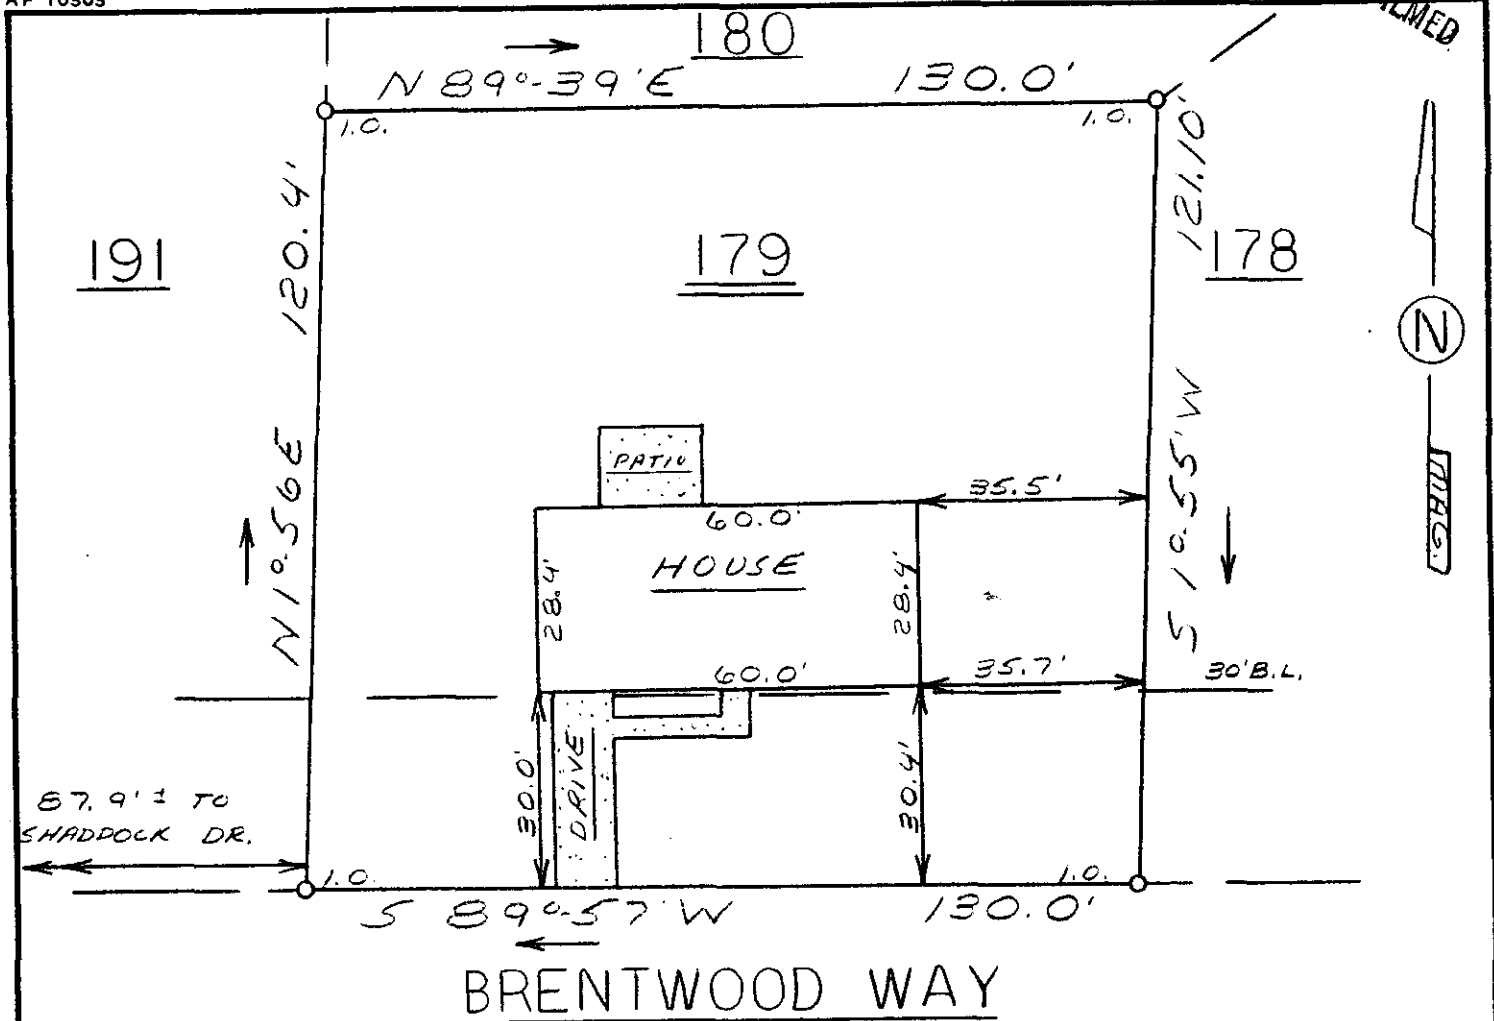 180
N 89°-39'E 130.0'
I.O. I.O.
120.4'
121.10'
191
179
178
N
MAG.
N 1°-56 E
S 1°-55' W
PATIO
35.5'
60.0'
HOUSE
28.4'
28.4'
60.0'
35.7'
30' B.L.
30.0'
DRIVE
30.4'
87.9' ± TO
SHADDOCK DR.
I.O. I.O.
S 89°-57' W 130.0'
BRENTWOOD WAY